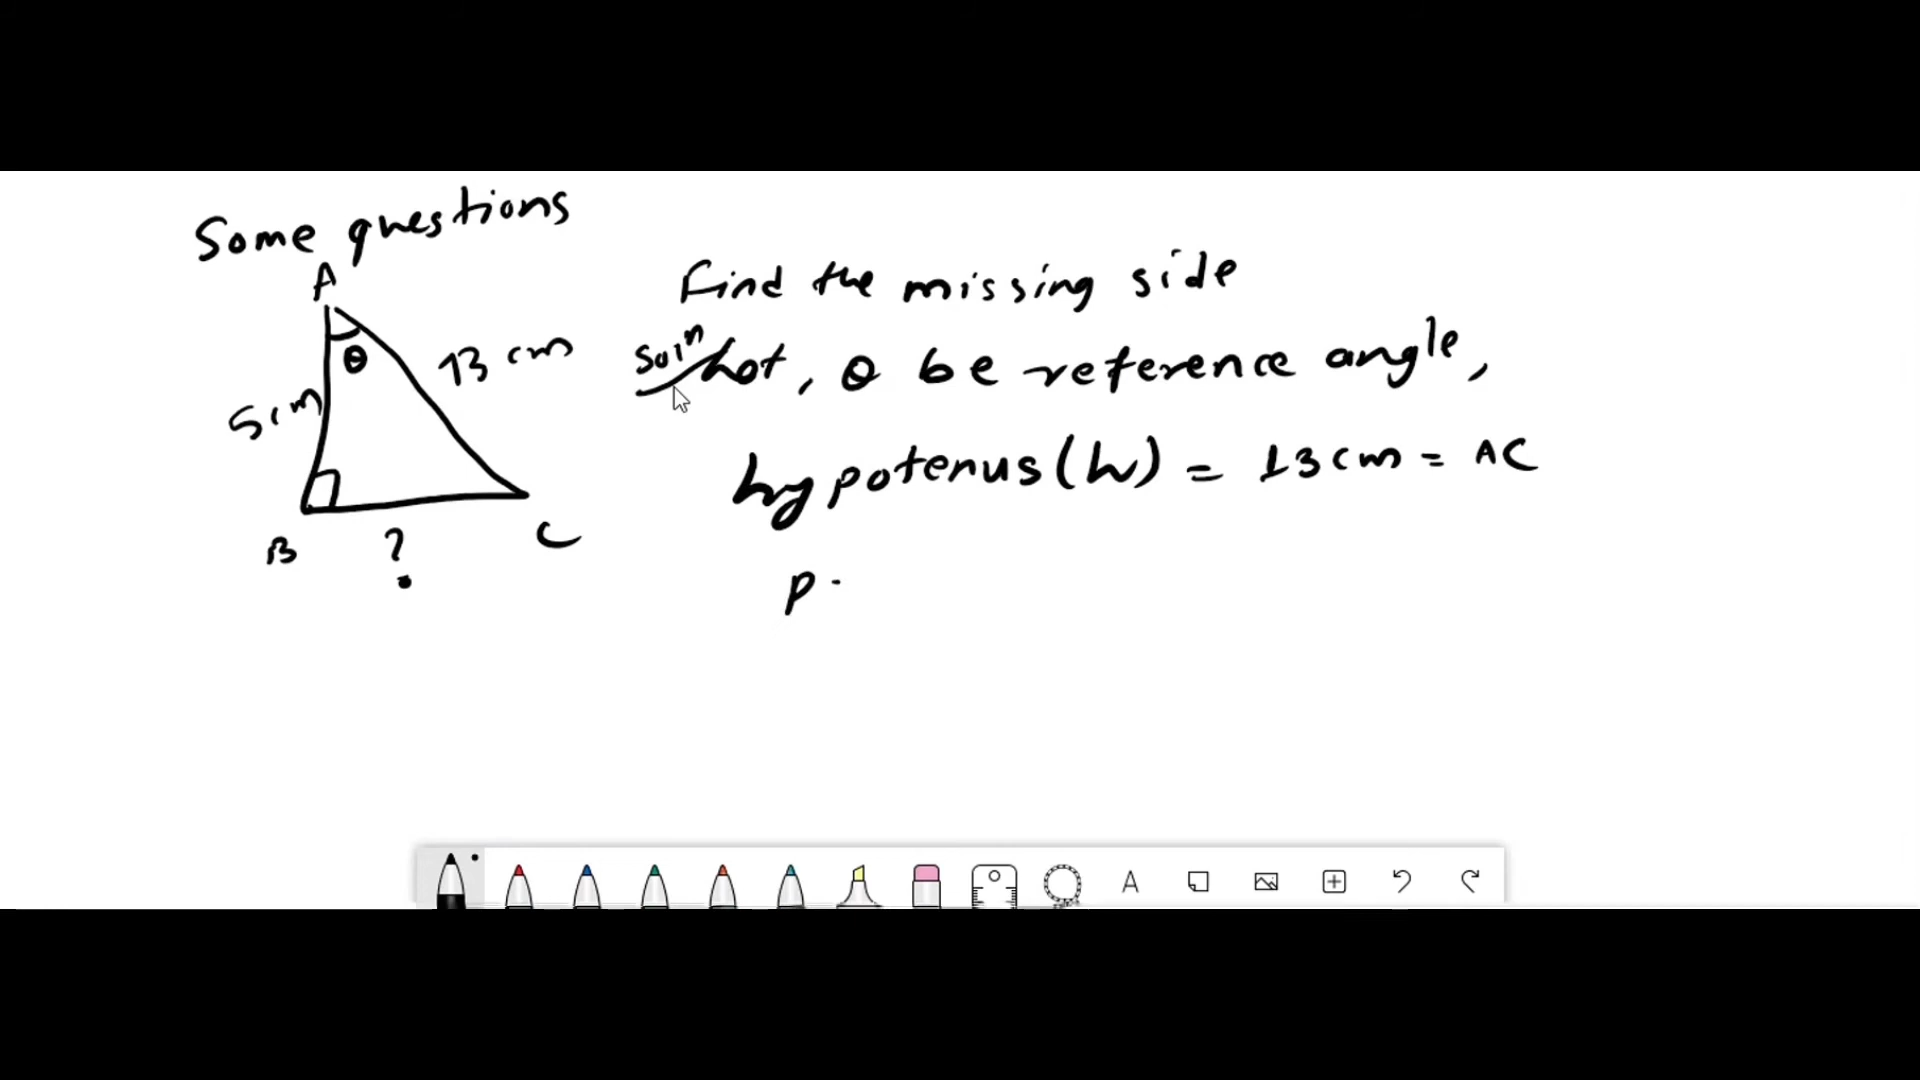 Some questions
A
Find the missing side
θ
13 cm
5cm
Solⁿ
let, θ be reference angle,
hypotenus(h) = 13cm = AC
B
?
C
P
A